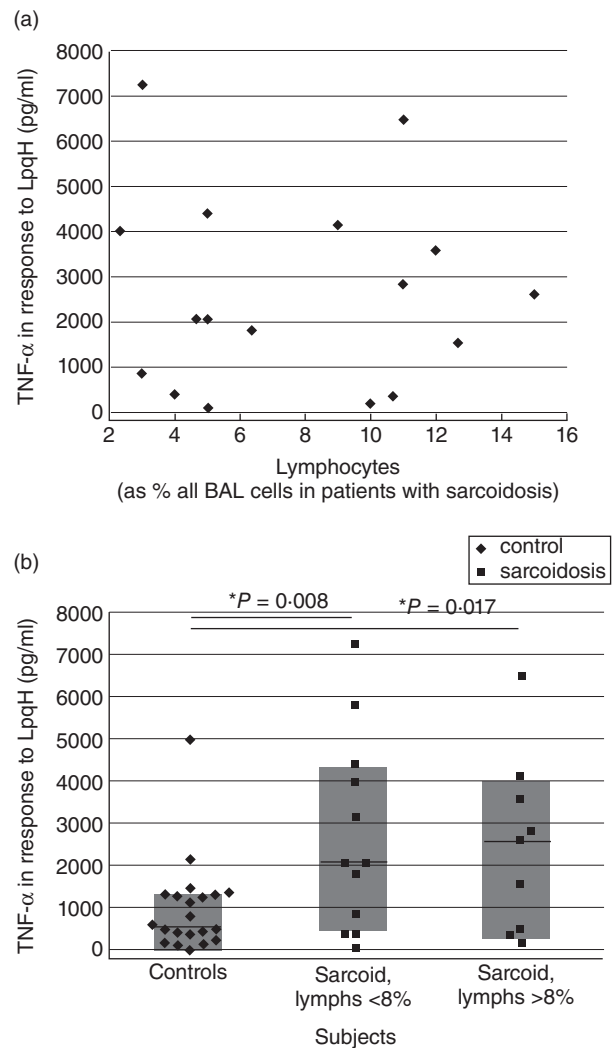 (a)
8000
7000
6000
5000
4000
3000
2000
1000
0
TNF-α in rresponse to LpqH (pg/ml)
2 4 6 8 10 12 14 16
Lymphocytes
(as % all BAL cells in patients with sarcoidosis)
(b)
control
sarcoidosis
*P = 0·008
*P = 0·017
8000
7000
6000
5000
4000
3000
2000
1000
0
TNF-α in rresponse to LpqH (pg/ml)
Controls
Sarcoid,
lymphs <8%
Sarcoid,
lymphs >8%
Subjects